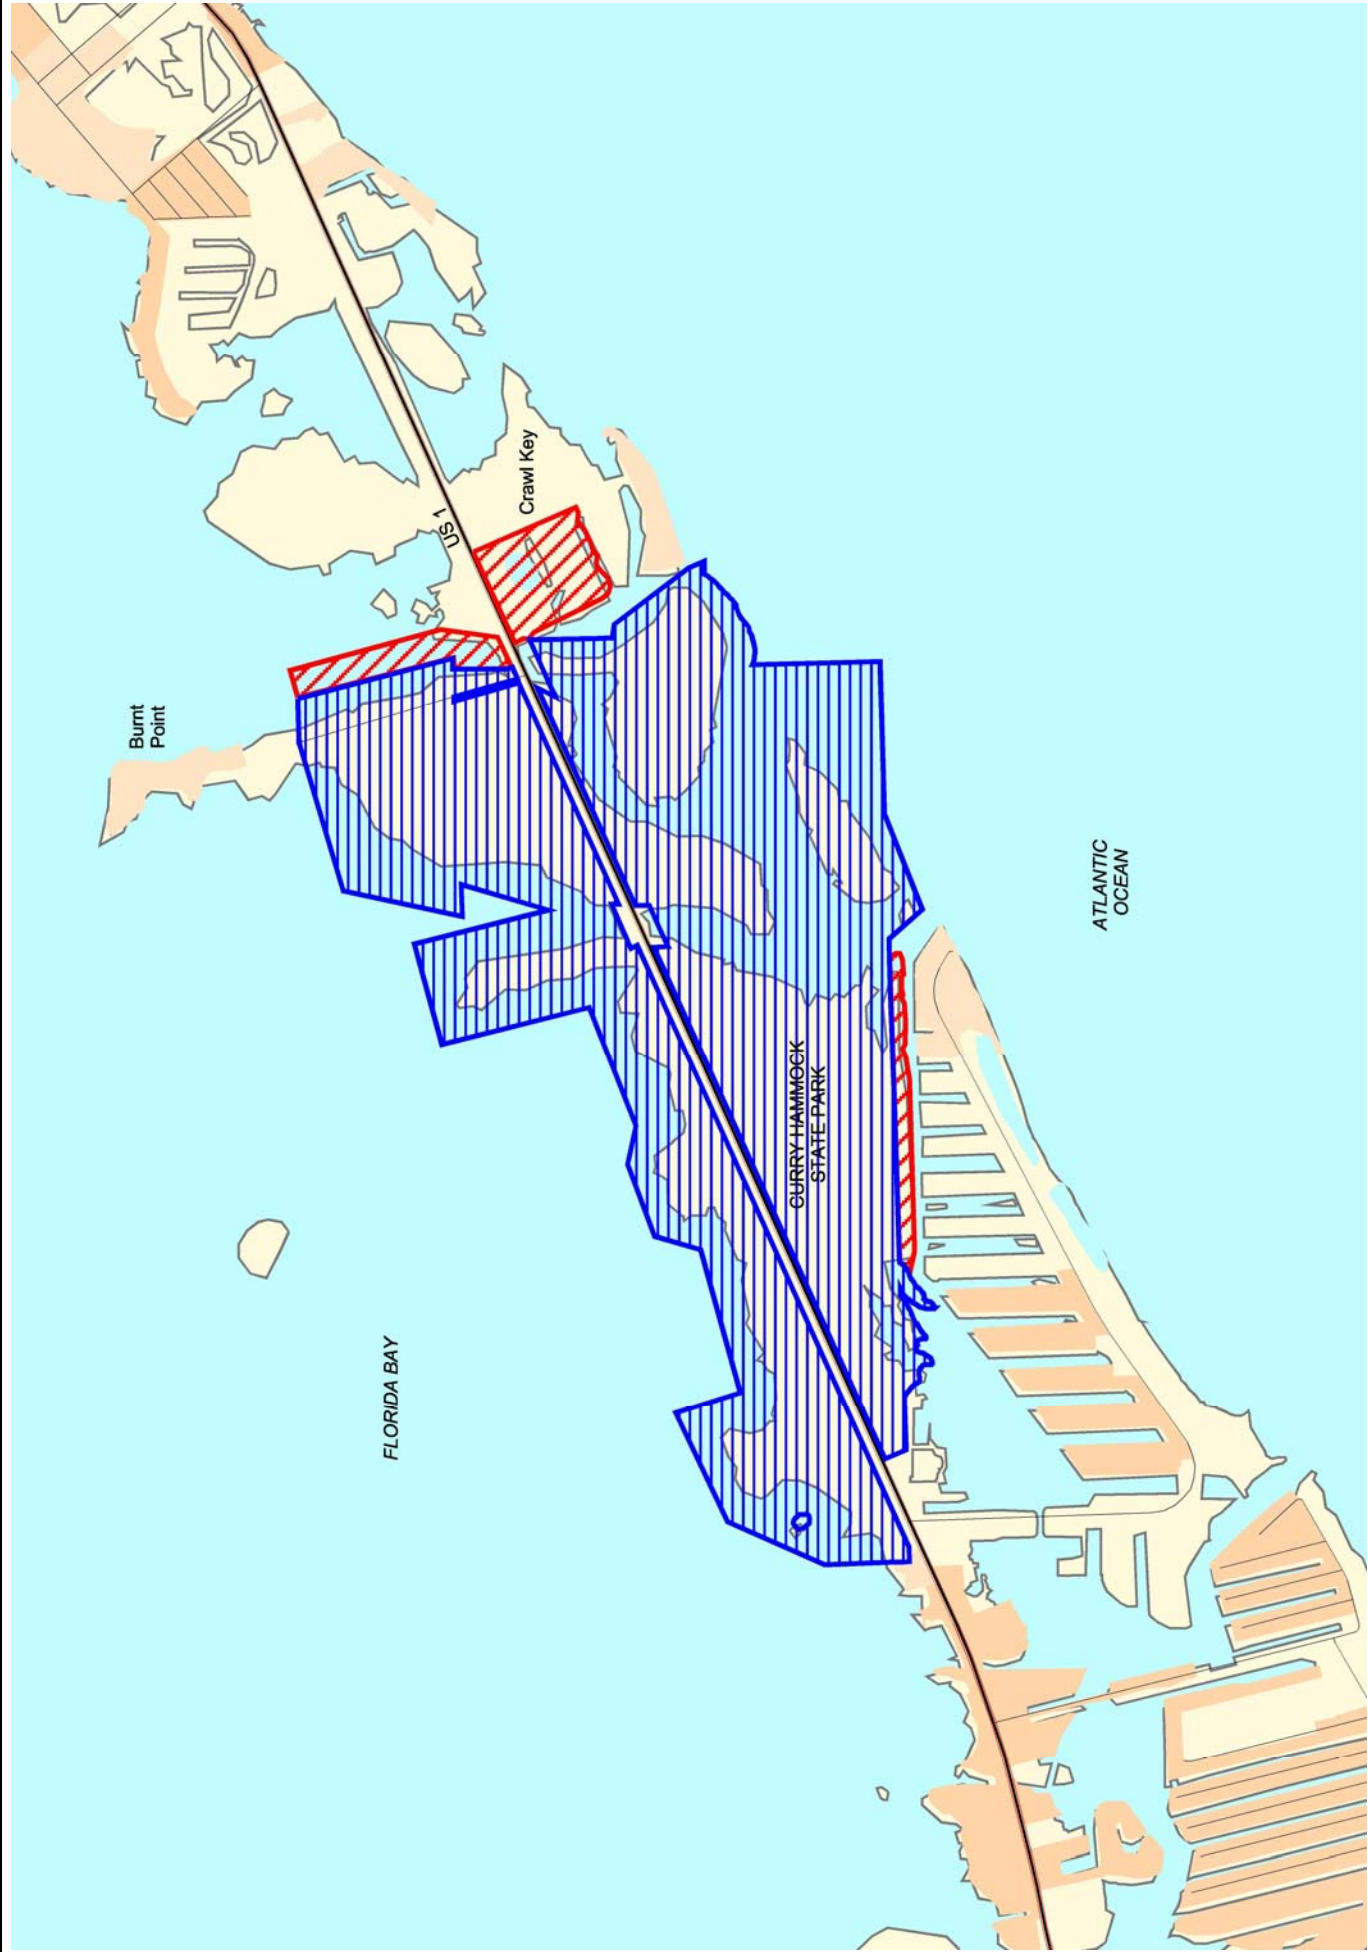 Burnt
Point
US 1
Crawl Key
CURRY HAMMOCK
STATE PARK
ATLANTIC
OCEAN
FLORIDA BAY